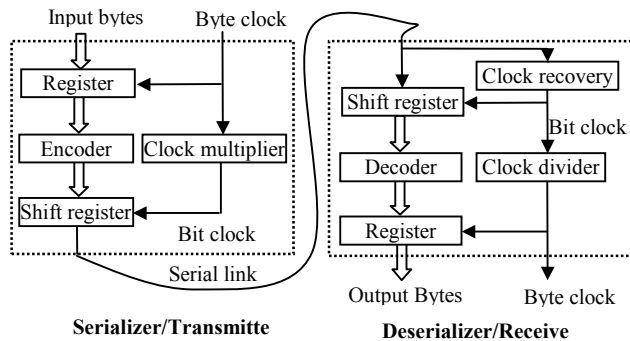 Input bytes
Byte clock
Register
Encoder
Clock multiplier
Shift register
Bit clock
Serial link
Serializer/Transmitte
Clock recovery
Shift register
Bit clock
Decoder
Clock divider
Register
Output Bytes
Byte clock
Deserializer/Receive